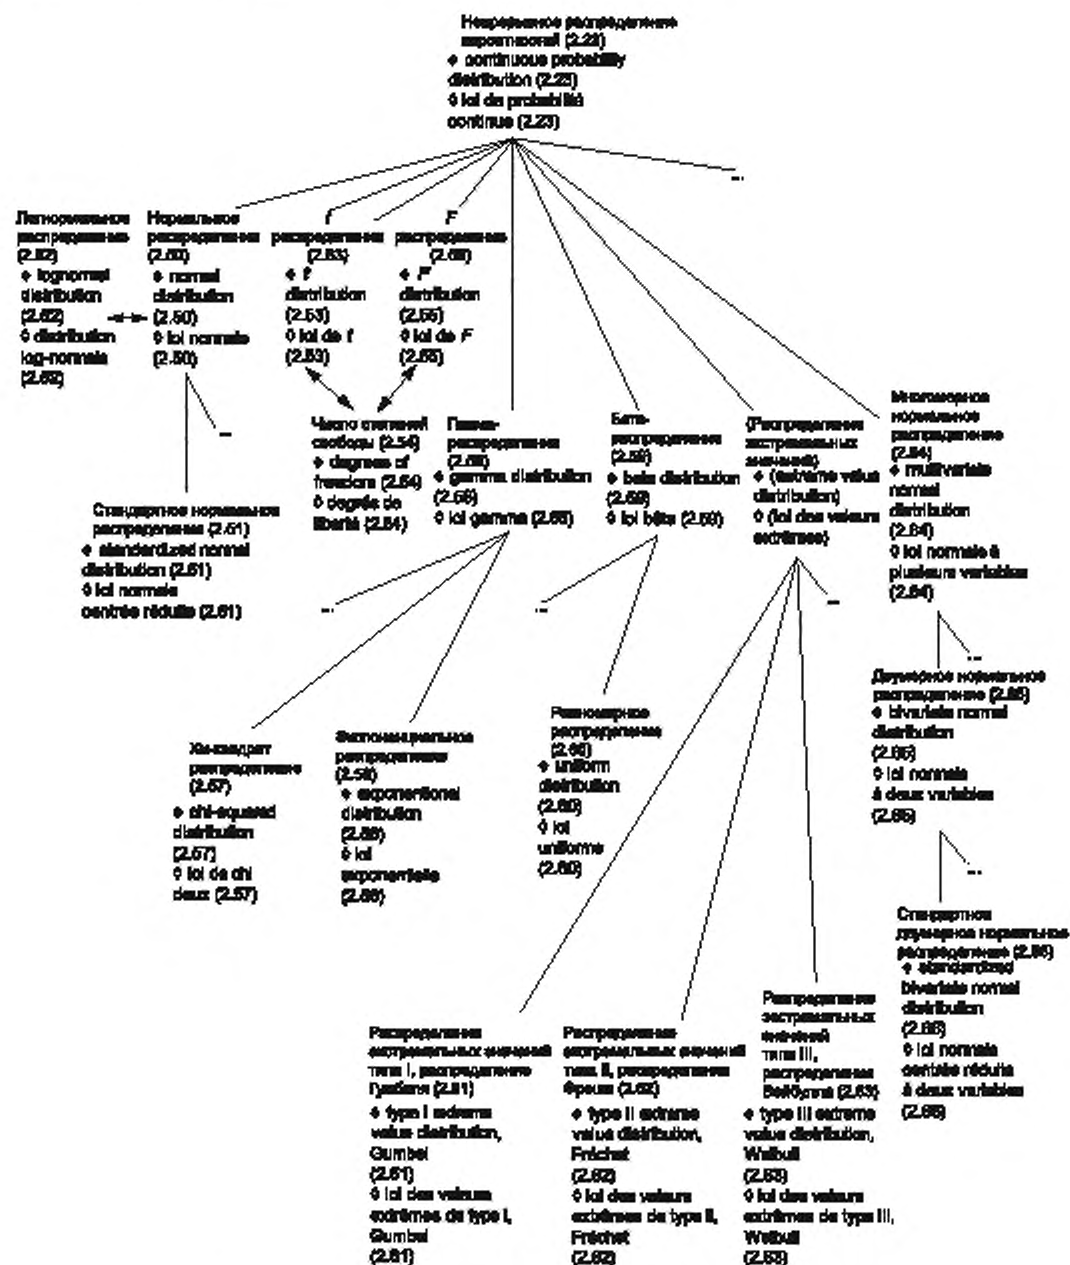 Непрерывное распределение
вероятностей (2.23)
♦ continuous probability
distribution (2.23)
◊ loi de probabilité
continue (2.23)
...
Логнормальное
распределение
(2.52)
♦ lognormal
distribution
(2.52)
◊ distribution
log-normale
(2.52)
Нормальное
распределение
(2.50)
♦ normal
distribution
(2.50)
◊ loi normale
(2.50)
t
распределение
(2.53)
♦ t
distribution
(2.53)
◊ loi de t
(2.53)
F
распределение
(2.55)
♦ F
distribution
(2.55)
◊ loi de F
(2.55)
...
Число степеней
свободы (2.54)
♦ degrees of
freedom (2.54)
◊ degrés de
liberté (2.54)
Гамма-
распределение
(2.56)
♦ gamma distribution
(2.56)
◊ loi gamma (2.56)
Бета-
распределение
(2.59)
♦ beta distribution
(2.59)
◊ loi bêta (2.59)
(Распределения
экстремальных
значений)
♦ (extreme value
distribution)
◊ (loi des valeurs
extrêmes)
Многомерное
нормальное
распределение
(2.64)
♦ multivariate
normal
distribution
(2.64)
◊ loi normale à
plusieurs variables
(2.64)
Стандартное нормальное
распределение (2.51)
♦ standardized normal
distribution (2.51)
◊ loi normale
centrée réduite (2.51)
...
...
...
...
Двумерное нормальное
распределение (2.65)
♦ bivariate normal
distribution
(2.65)
◊ loi normale
à deux variables
(2.65)
Хи-квадрат
распределение
(2.57)
♦ chi-squared
distribution
(2.57)
◊ loi de chi
deux (2.57)
Экспоненциальное
распределение
(2.58)
♦ exponentional
distribution
(2.58)
◊ loi
exponentielle
(2.58)
Равномерное
распределение
(2.60)
♦ uniform
distribution
(2.60)
◊ loi
uniforme
(2.60)
...
Стандартное
двумерное нормальное
распределение (2.66)
♦ standardized
bivariate normal
distribution
(2.66)
◊ loi normale
centrée réduite
à deux variables
(2.66)
Распределение
экстремальных значений
типа I, распределение
Гумбеля (2.61)
♦ type I extreme
value distribution,
Gumbel
(2.61)
◊ loi des valeurs
extrêmes de type I,
Gumbel
(2.61)
Распределение
экстремальных значений
типа II, распределение
Фреше (2.62)
♦ type II extreme
value distribution,
Fréchet
(2.62)
◊ loi des valeurs
extrêmes de type II,
Fréchet
(2.62)
Распределение
экстремальных
значений
типа III,
распределение
Вейбулла (2.63)
♦ type III extreme
value distribution,
Weibull
(2.63)
◊ loi des valeurs
extrêmes de type III,
Weibull
(2.63)